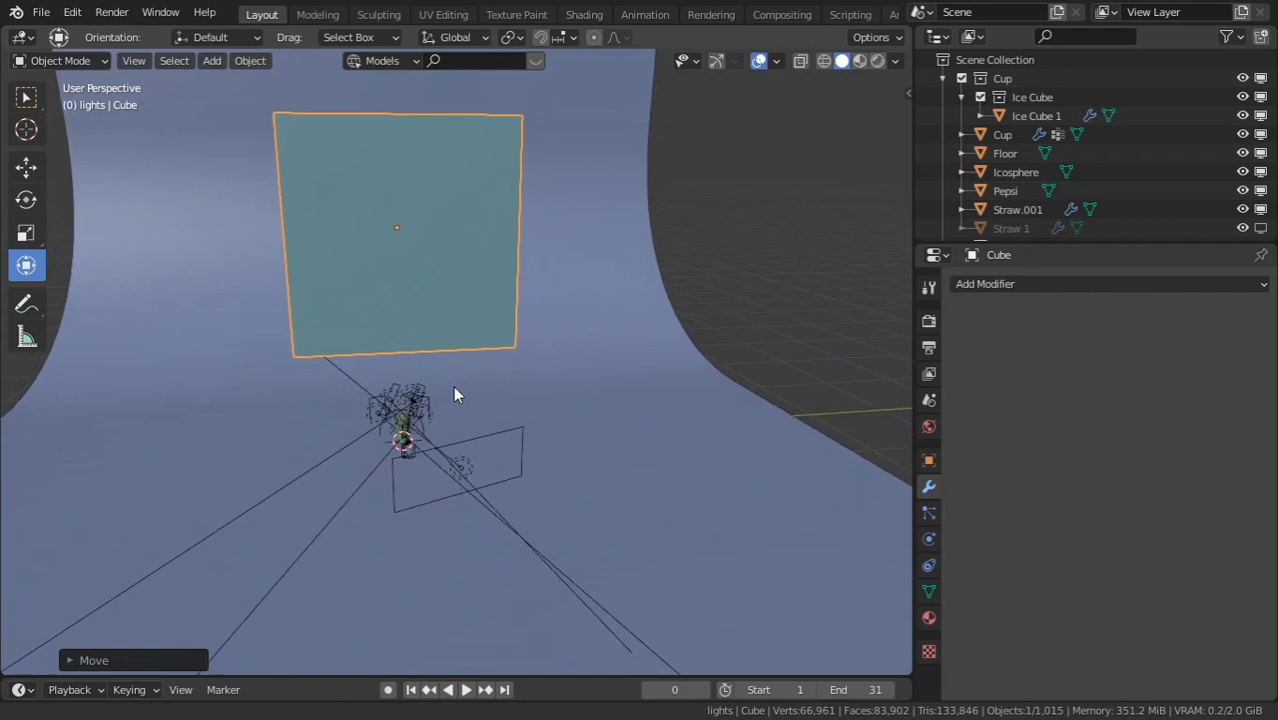 File Edit Render Window Help Layout Modeling Sculpting UV Editing Texture Paint Shading Animation Rendering Compositing Scripting Scene View Layer
Orientation: Default Drag: Select Box Global Options
Object Mode View Select Add Object Models
User Perspective
(0) lights | Cube
Scene Collection
Cup
Ice Cube
Ice Cube 1
Cup
Floor
Icosphere
Pepsi
Straw.001
Straw 1
Cube
Add Modifier
Move
Playback Keying View Marker 0 Start 1 End 31
lights | Cube | Verts:66,961 | Faces:83,902 | Tris:133,846 | Objects:1/1,015 | Memory: 351.2 MiB | VRAM: 0.2/2.0 GiB